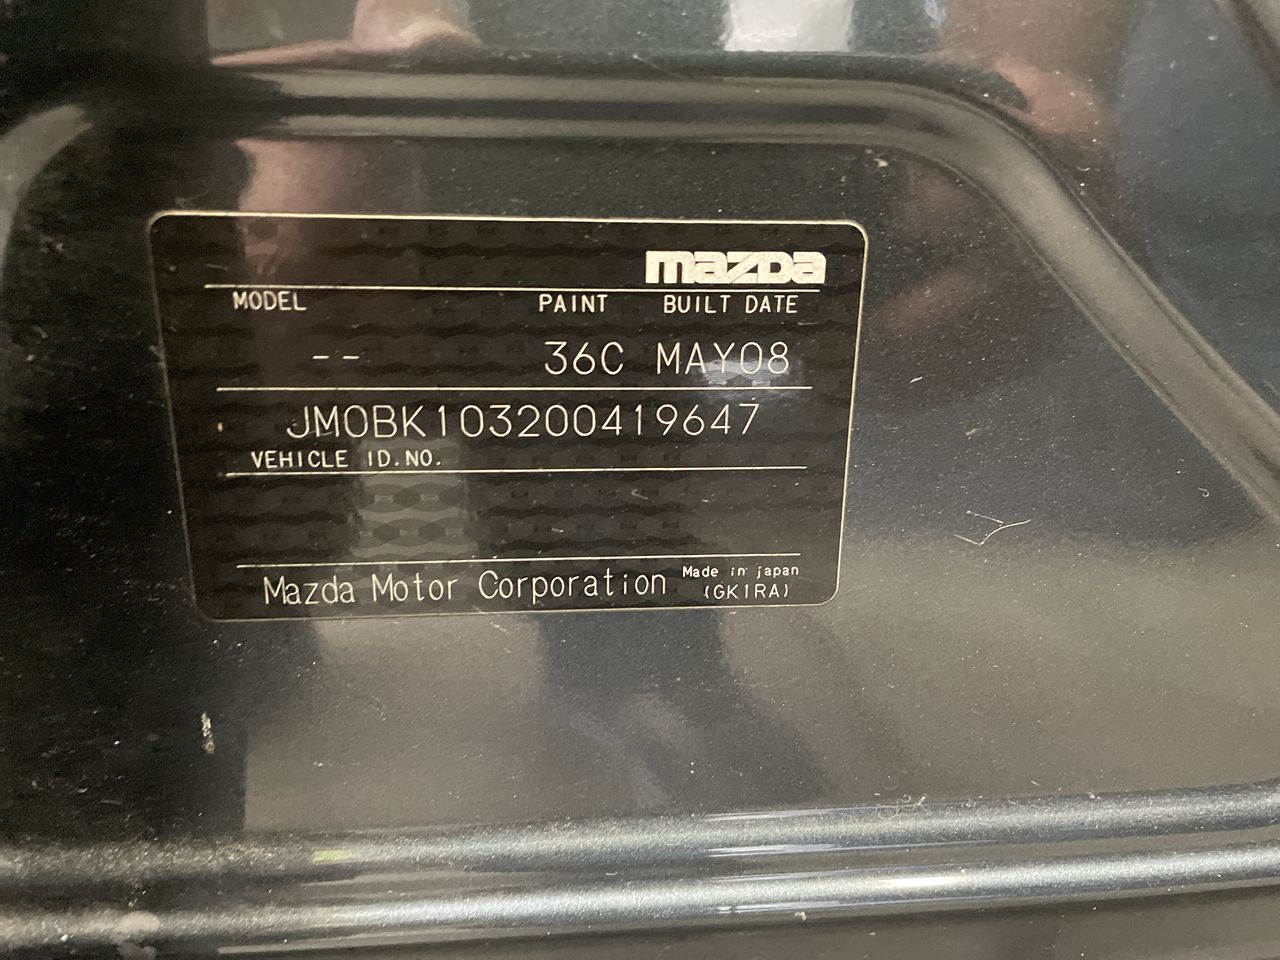 mazda
MODEL PAINT BUILT DATE
-- 36C MAY08
JM0BK103200419647
VEHICLE ID.NO.
Mazda Motor Corporation Made in japan
(GK1RA)